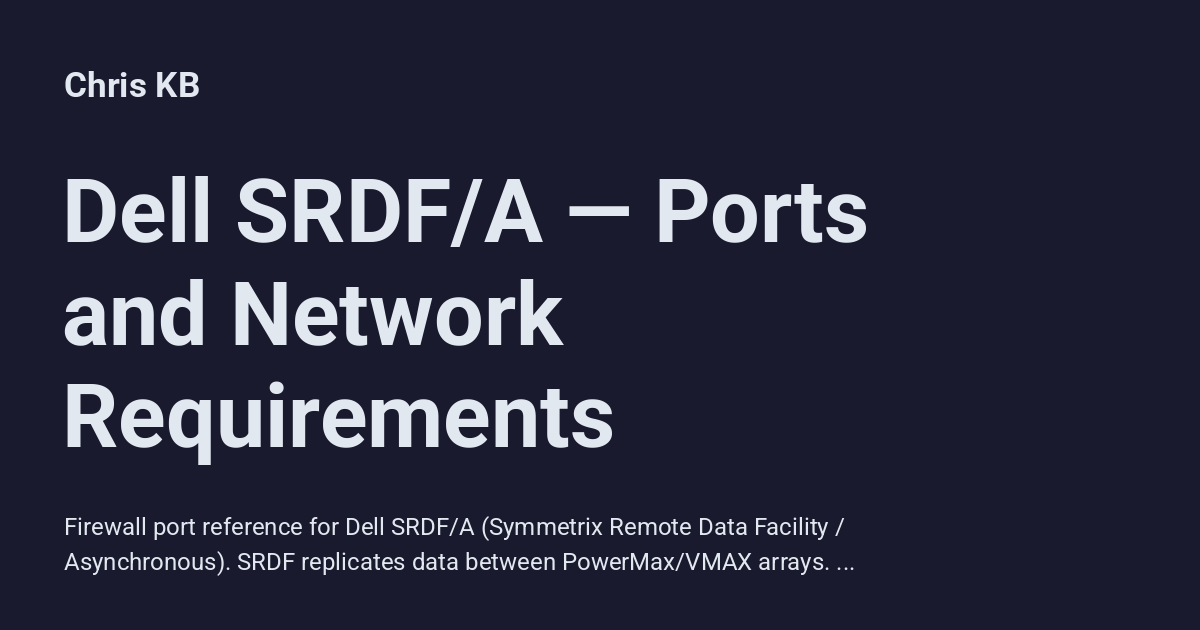 Chris KB
Dell SRDF/A — Ports
and Network
Requirements
Firewall port reference for Dell SRDF/A (Symmetrix Remote Data Facility /
Asynchronous). SRDF replicates data between PowerMax/VMAX arrays. ...